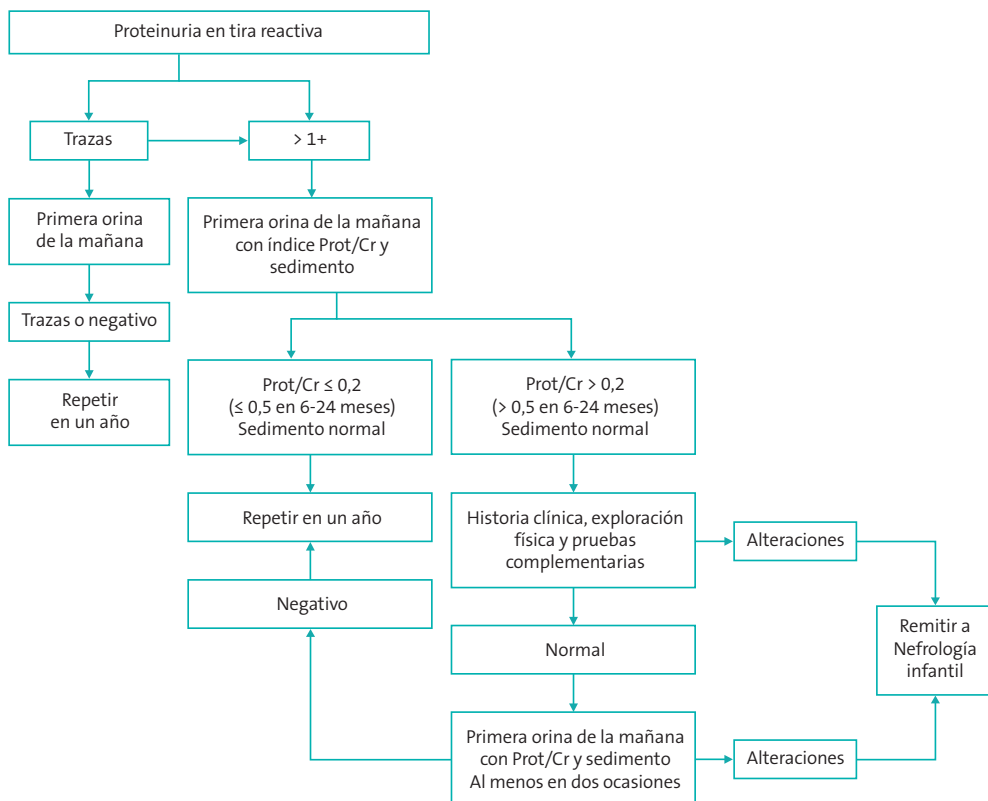 Proteinuria en tira reactiva
Trazas
> 1+
Primera orina
de la mañana
Primera orina de la mañana
con índice Prot/Cr y
sedimento
Trazas o negativo
Repetir
en un año
Prot/Cr ≤ 0,2
(≤ 0,5 en 6-24 meses)
Sedimento normal
Prot/Cr > 0,2
(> 0,5 en 6-24 meses)
Sedimento normal
Repetir en un año
Historia clínica, exploración
física y pruebas
complementarias
Alteraciones
Negativo
Normal
Remitir a
Nefrología
infantil
Primera orina de la mañana
con Prot/Cr y sedimento
Al menos en dos ocasiones
Alteraciones